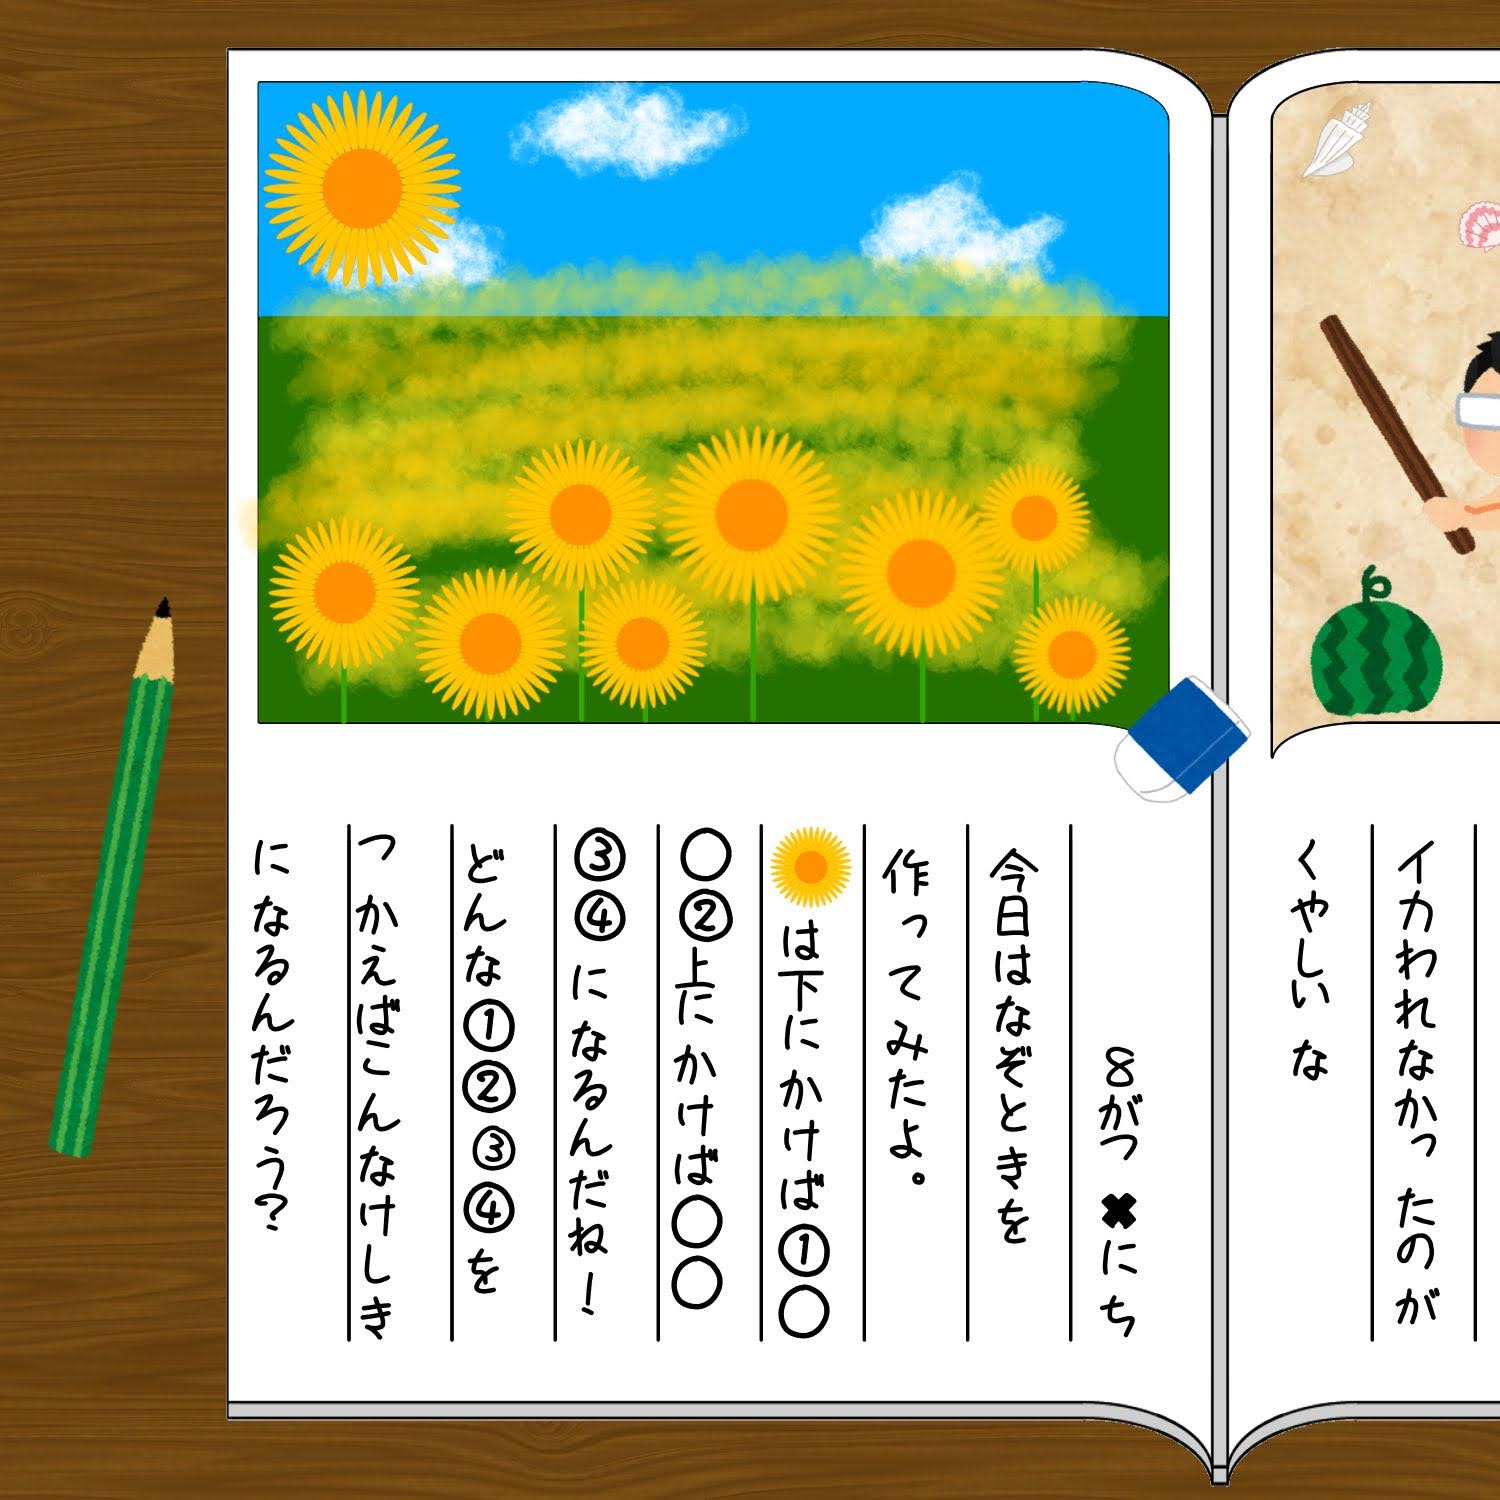 イカわれなかったのが
くやしいな
8がつ✖にち
今日はなぞときを
作ってみたよ。
は下にかけば①○
○②上にかけば○○
③④になるんだね!
どんな①②③④を
つかえばこんなけしき
になるんだろう?